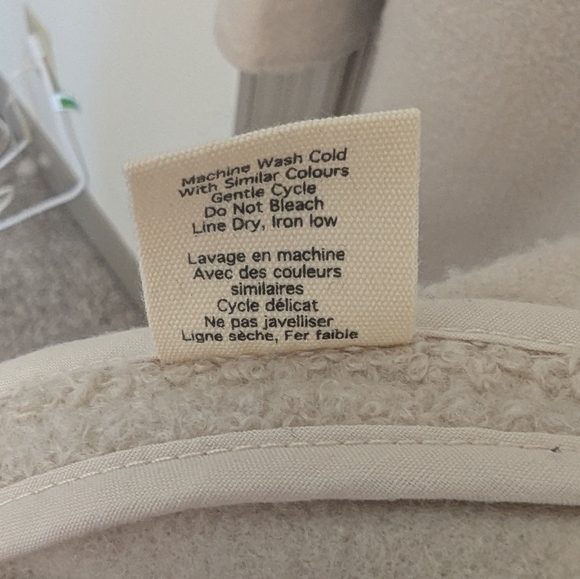 Machine Wash Cold
With Similar Colours
Gentle Cycle
Do Not Bleach
Line Dry, Iron low
Lavage en machine
Avec des couleurs
similaires
Cycle délicat
Ne pas javelliser
Ligne sèche, Fer faible